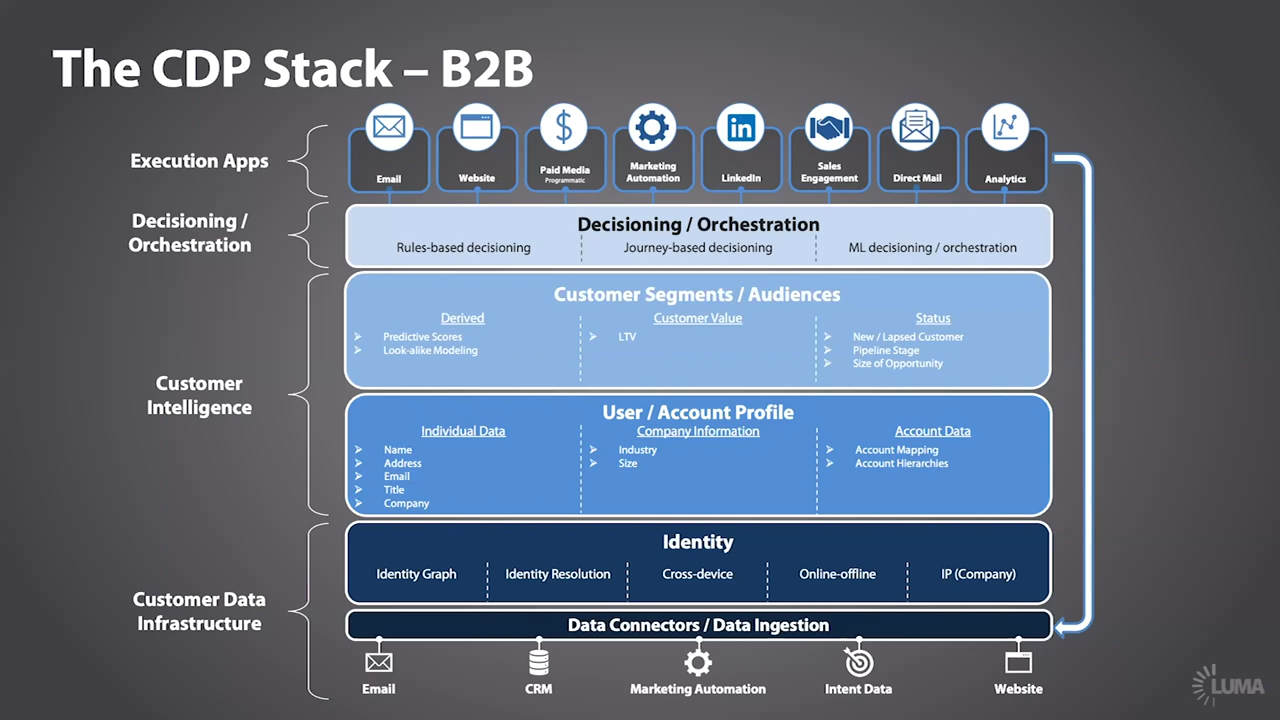 The CDP Stack – B2B
Execution Apps
Email
Website
Paid Media
Programmatic
Marketing
Automation
in
LinkedIn
Sales
Engagement
Direct Mail
Analytics
Decisioning /
Orchestration
Decisioning / Orchestration
Rules-based decisioning
Journey-based decisioning
ML decisioning / orchestration
Customer
Intelligence
Customer Segments / Audiences
Derived
Predictive Scores
Look-alike Modeling
Customer Value
LTV
Status
New / Lapsed Customer
Pipeline Stage
Size of Opportunity
User / Account Profile
Individual Data
Name
Address
Email
Title
Company
Company Information
Industry
Size
Account Data
Account Mapping
Account Hierarchies
Customer Data
Infrastructure
Identity
Identity Graph
Identity Resolution
Cross-device
Online-offline
IP (Company)
Data Connectors / Data Ingestion
Email
CRM
Marketing Automation
Intent Data
Website
LUMA